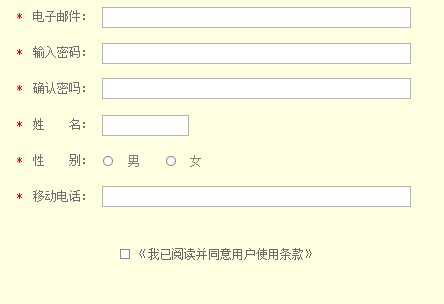 * 电子邮件：
* 输入密码：
* 确认密吗：
* 姓　　名：
* 性　　别： 男 女
* 移动电话：
《我已阅读并同意用户使用条款》